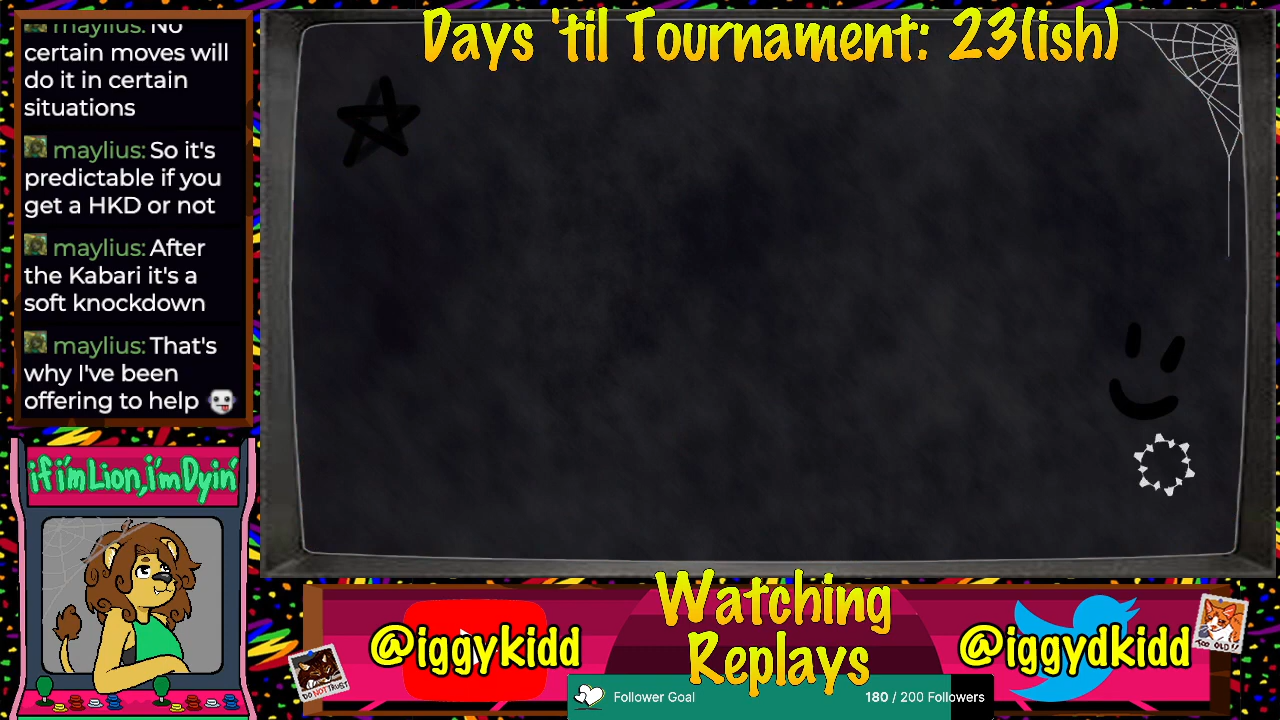 Days 'til Tournament: 23(ish)
maylius: No
certain moves will
do it in certain
situations
maylius: So it's
predictable if you
get a HKD or not
maylius: After
the Kabari it's a
soft knockdown
maylius: That's
why I've been
offering to help
if i'm Lion, i'm Dyin'
@iggykidd
Watching
Replays
@iggydkidd
DO NOT TRUST
TOO OLD!!
Follower Goal
180 / 200 Followers